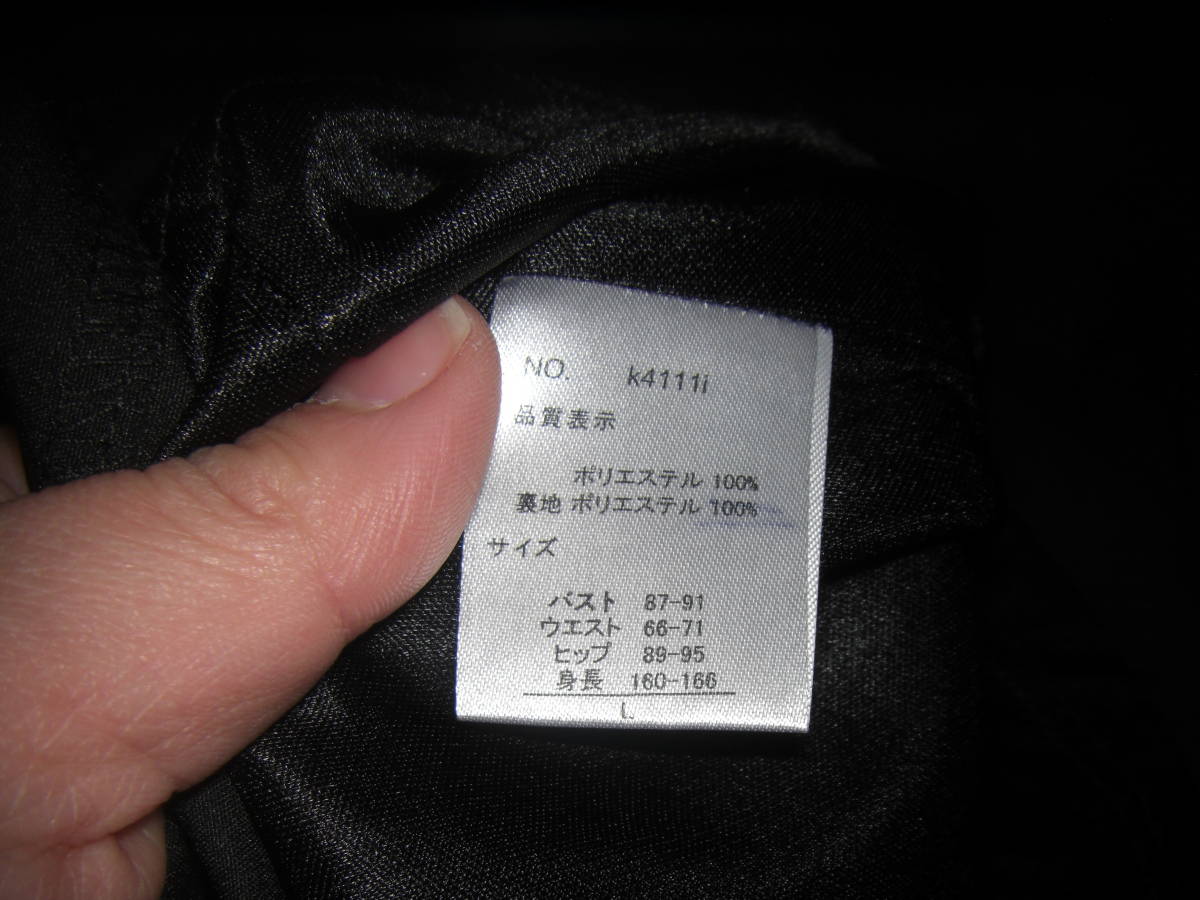 NO. k4111i
品質表示
ポリエステル 100%
裏地 ポリエステル 100%
サイズ
バスト 87-91
ウエスト 66-71
ヒップ 89-95
身長 160-166
L